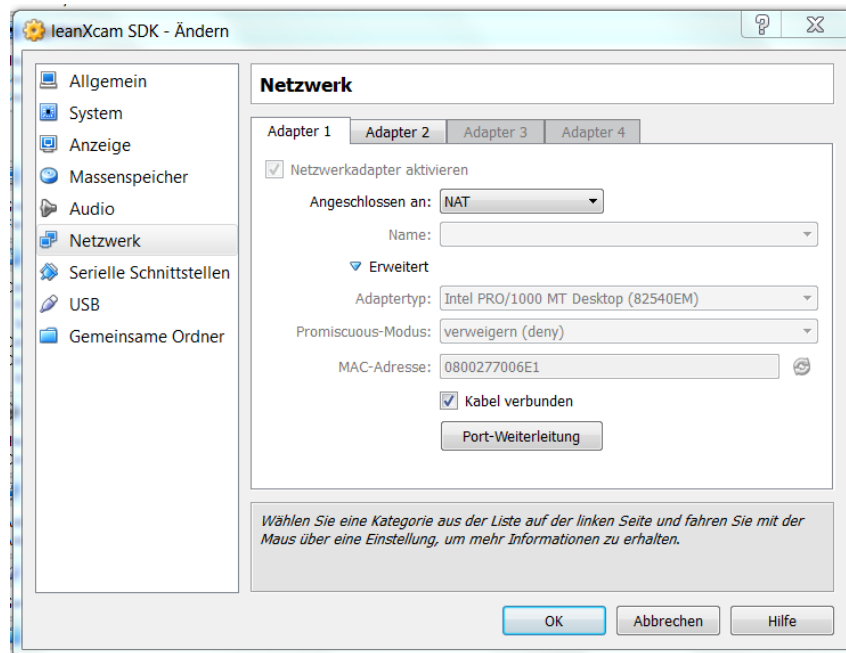 leanXcam SDK - Ändern
Allgemein
System
Anzeige
Massenspeicher
Audio
Netzwerk
Serielle Schnittstellen
USB
Gemeinsame Ordner
Netzwerk
Adapter 1 Adapter 2 Adapter 3 Adapter 4
Netzwerkadapter aktivieren
Angeschlossen an: NAT
Name:
Erweitert
Adaptertyp: Intel PRO/1000 MT Desktop (82540EM)
Promiscuous-Modus: verweigern (deny)
MAC-Adresse: 0800277006E1
Kabel verbunden
Port-Weiterleitung
Wählen Sie eine Kategorie aus der Liste auf der linken Seite und fahren Sie mit der
Maus über eine Einstellung, um mehr Informationen zu erhalten.
OK Abbrechen Hilfe